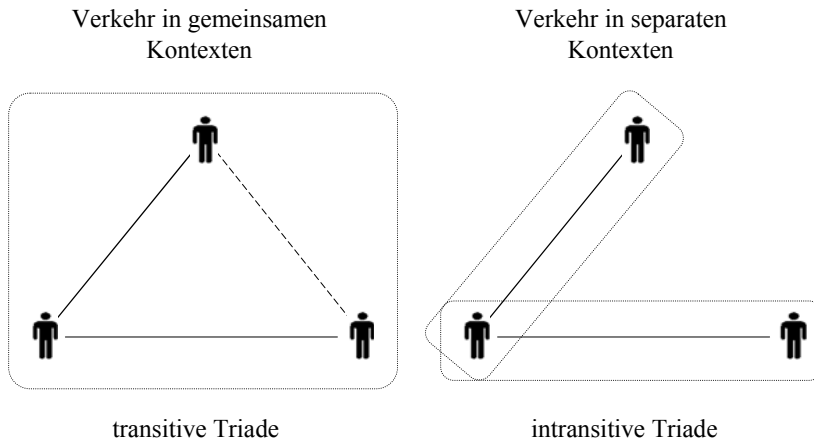 Verkehr in gemeinsamen
Kontexten
Verkehr in separaten
Kontexten
transitive Triade
intransitive Triade